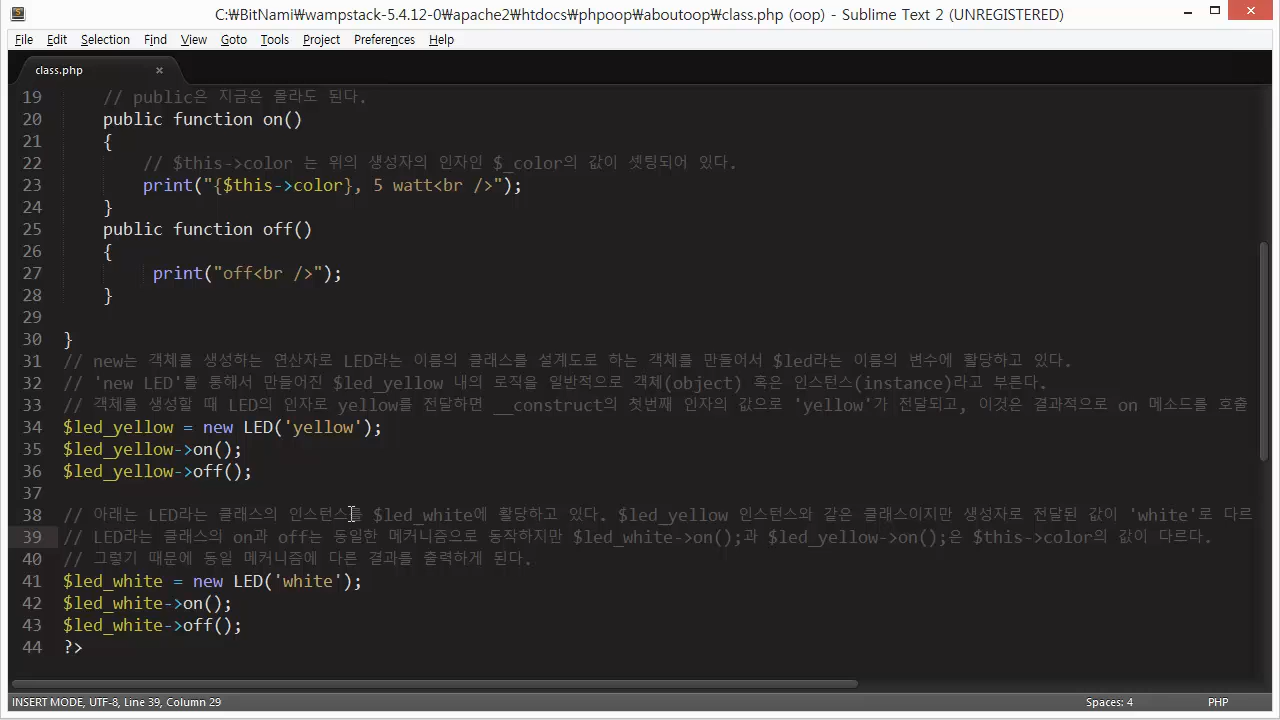 C:₩BitNami₩wampstack-5.4.12-0₩apache2₩htdocs₩phpoop₩aboutoop₩class.php (oop) - Sublime Text 2 (UNREGISTERED)
File Edit Selection Find View Goto Tools Project Preferences Help
class.php ×
19 // public은 지금은 몰라도 된다.
20 public function on()
21 {
22 // $this->color 는 위의 생성자의 인자인 $_color의 값이 셋팅되어 있다.
23 print("{$this->color}, 5 watt<br />");
24 }
25 public function off()
26 {
27 print("off<br />");
28 }
29
30 }
31 // new는 객체를 생성하는 연산자로 LED라는 이름의 클래스를 설계도로 하는 객체를 만들어서 $led라는 이름의 변수에 활당하고 있다.
32 // 'new LED'를 통해서 만들어진 $led_yellow 내의 로직을 일반적으로 객체(object) 혹은 인스턴스(instance)라고 부른다.
33 // 객체를 생성할 때 LED의 인자로 yellow를 전달하면 __construct의 첫번째 인자의 값으로 'yellow'가 전달되고, 이것은 결과적으로 on 메소드를 호출
34 $led_yellow = new LED('yellow');
35 $led_yellow->on();
36 $led_yellow->off();
37
38 // 아래는 LED라는 클래스의 인스턴스를 $led_white에 활당하고 있다. $led_yellow 인스턴스와 같은 클래스이지만 생성자로 전달된 값이 'white'로 다르
39 // LED라는 클래스의 on과 off는 동일한 메커니즘으로 동작하지만 $led_white->on();과 $led_yellow->on();은 $this->color의 값이 다르다.
40 // 그렇기 때문에 동일 메커니즘에 다른 결과를 출력하게 된다.
41 $led_white = new LED('white');
42 $led_white->on();
43 $led_white->off();
44 ?>
INSERT MODE, UTF-8, Line 39, Column 29 Spaces: 4 PHP